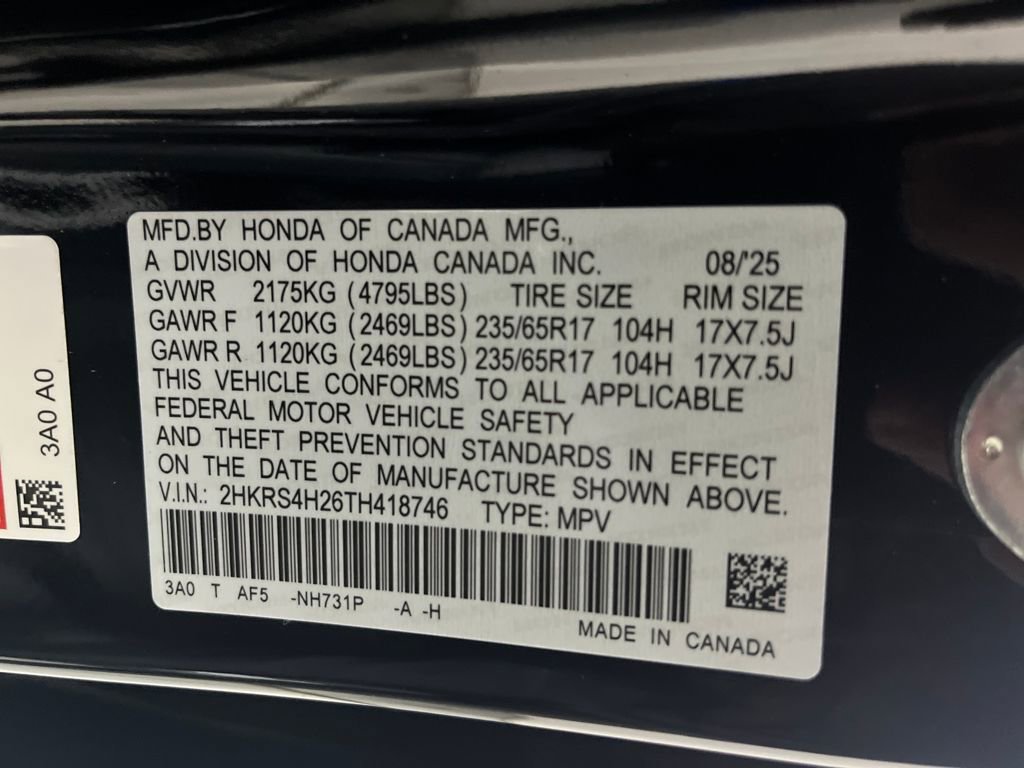 MFD.BY HONDA OF CANADA MFG.,
A DIVISION OF HONDA CANADA INC. 08/'25
GVWR 2175KG (4795LBS) TIRE SIZE RIM SIZE
GAWR F 1120KG (2469LBS) 235/65R17 104H 17X7.5J
GAWR R 1120KG (2469LBS) 235/65R17 104H 17X7.5J
THIS VEHICLE CONFORMS TO ALL APPLICABLE
FEDERAL MOTOR VEHICLE SAFETY
AND THEFT PREVENTION STANDARDS IN EFFECT
ON THE DATE OF MANUFACTURE SHOWN ABOVE.
V.I.N.: 2HKRS4H26TH418746 TYPE: MPV
3A0 T AF5 -NH731P -A -H
MADE IN CANADA
3A0 A0